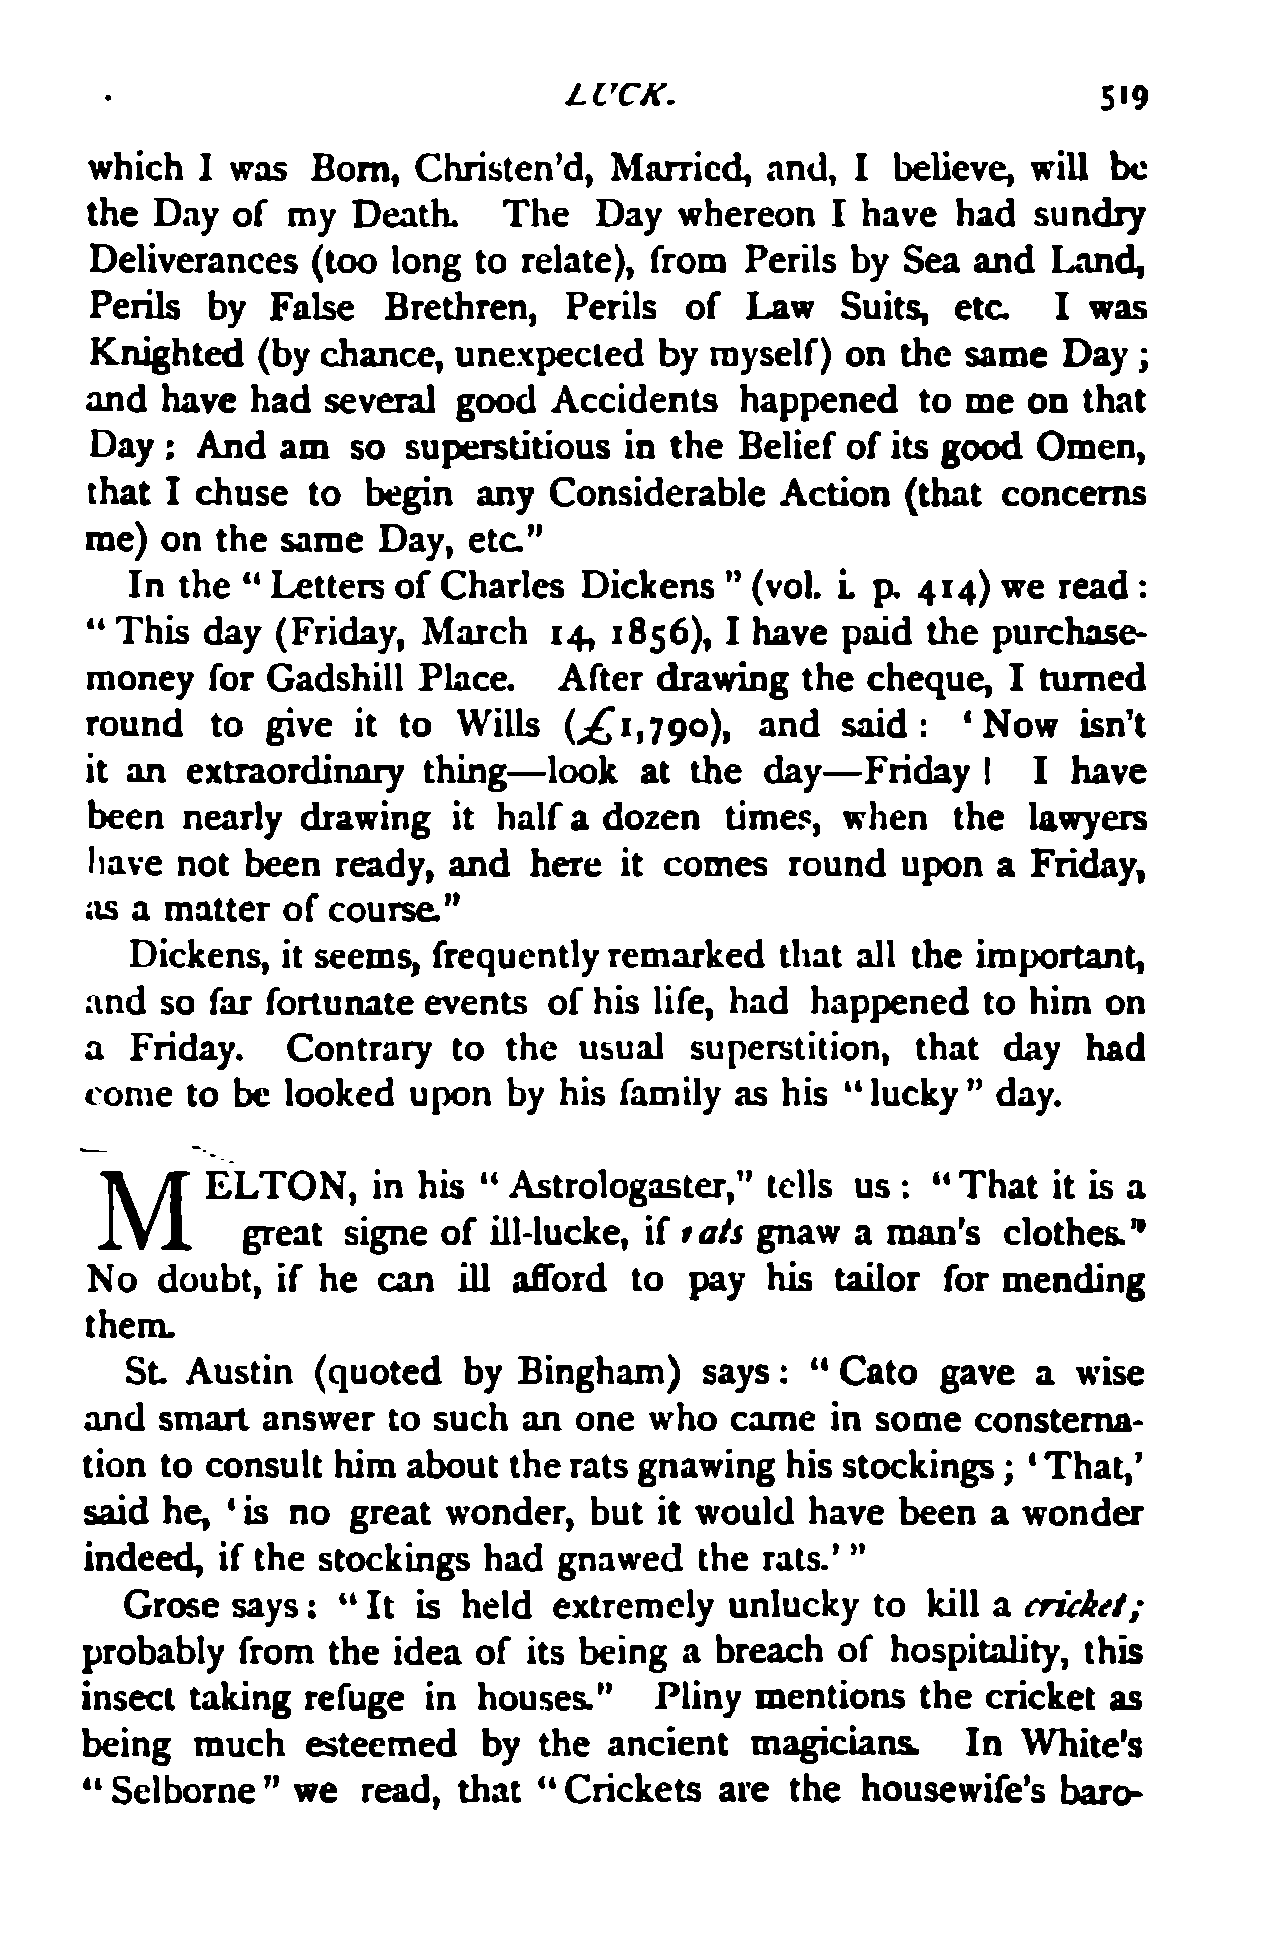 LUCK. 519
which I was Born, Christen'd, Married, and, I believe, will be
the Day of my Death. The Day whereon I have had sundry
Deliverances (too long to relate), from Perils by Sea and Land,
Perils by False Brethren, Perils of Law Suits, etc. I was
Knighted (by chance, unexpected by myself) on the same Day ;
and have had several good Accidents happened to me on that
Day : And am so superstitious in the Belief of its good Omen,
that I chuse to begin any Considerable Action (that concerns
me) on the same Day, etc."
In the " Letters of Charles Dickens " (vol. i. p. 414) we read :
" This day (Friday, March 14, 1856), I have paid the purchase-
money for Gadshill Place. After drawing the cheque, I turned
round to give it to Wills (£1,790), and said : ' Now isn't
it an extraordinary thing—look at the day—Friday ! I have
been nearly drawing it half a dozen times, when the lawyers
have not been ready, and here it comes round upon a Friday,
as a matter of course."
Dickens, it seems, frequently remarked that all the important,
and so far fortunate events of his life, had happened to him on
a Friday. Contrary to the usual superstition, that day had
come to be looked upon by his family as his " lucky " day.
MELTON, in his " Astrologaster," tells us : " That it is a
great signe of ill-lucke, if rats gnaw a man's clothes."
No doubt, if he can ill afford to pay his tailor for mending
them.
St. Austin (quoted by Bingham) says : " Cato gave a wise
and smart answer to such an one who came in some consterna-
tion to consult him about the rats gnawing his stockings ; ' That,'
said he, ' is no great wonder, but it would have been a wonder
indeed, if the stockings had gnawed the rats.' "
Grose says : " It is held extremely unlucky to kill a cricket;
probably from the idea of its being a breach of hospitality, this
insect taking refuge in houses." Pliny mentions the cricket as
being much esteemed by the ancient magicians. In White's
" Selborne " we read, that " Crickets are the housewife's baro-